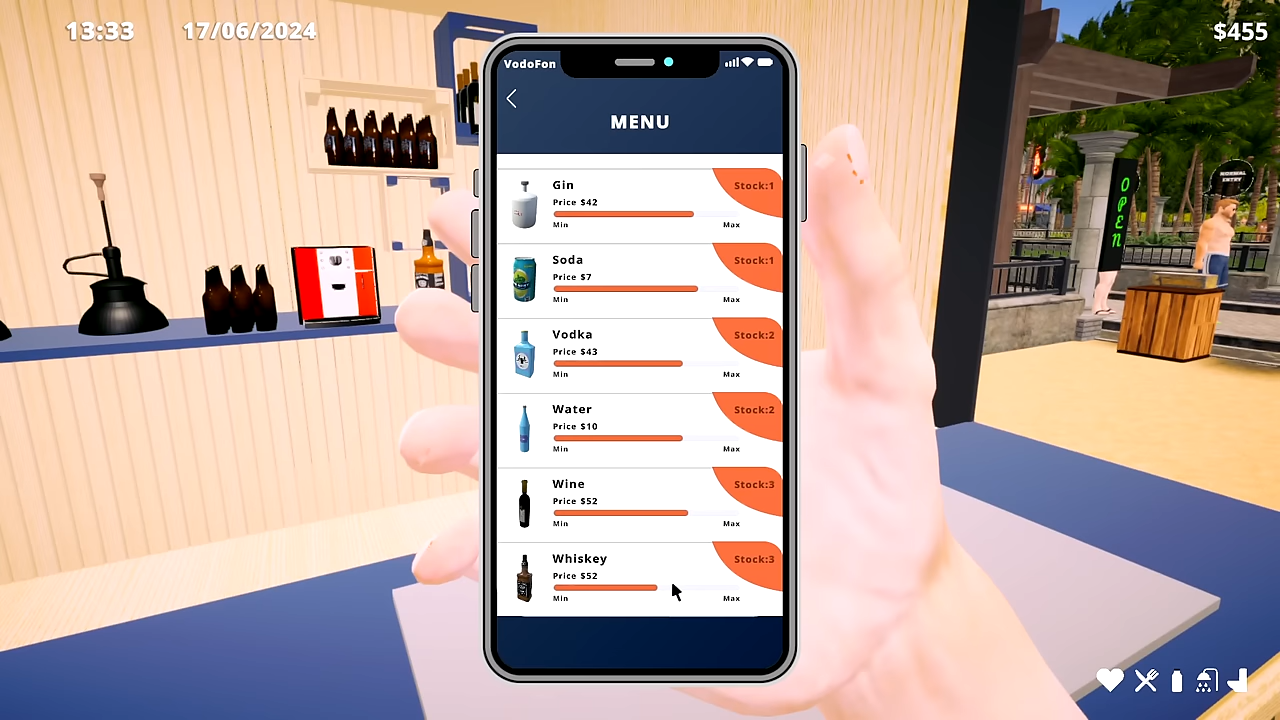 13:33
17/06/2024
$455
VodoFon
MENU
Gin
Stock:1
Price $42
Min
Max
Soda
Stock:1
Price $7
Min
Max
Vodka
Stock:2
Price $43
Min
Max
Water
Stock:2
Price $10
Min
Max
Wine
Stock:3
Price $52
Min
Max
Whiskey
Stock:3
Price $52
Min
Max
OPEN
NORMAL
ENTRY